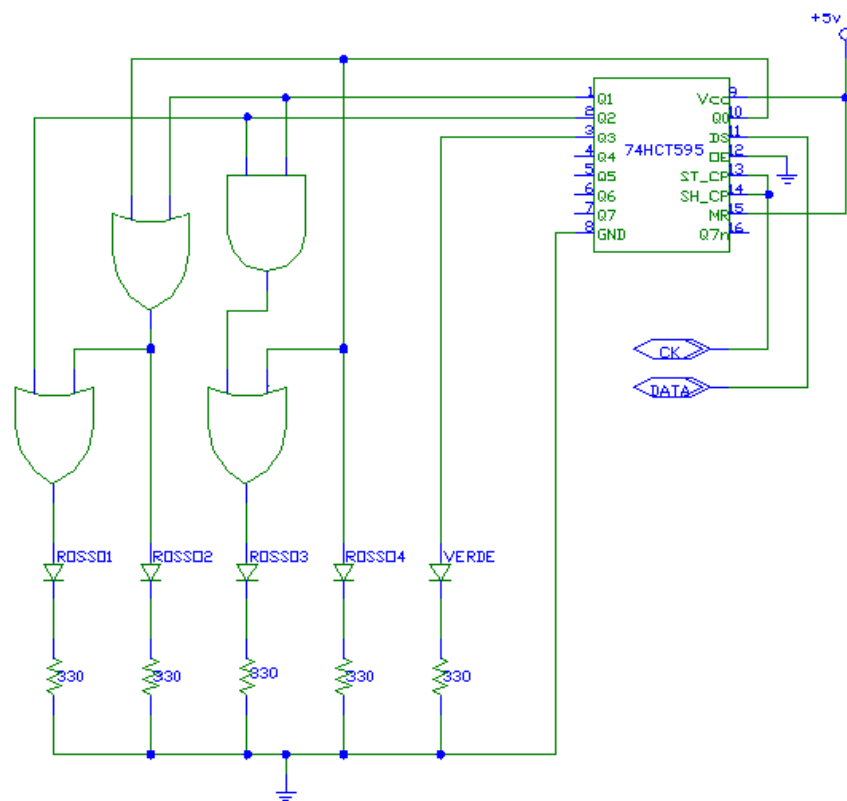 +5v
1 Q1 Vcc 9
2 Q2 Q0 10
3 Q3 DS 11
74HCT595
4 Q4 OE 12
5 Q5 ST_CP 13
6 Q6 SH_CP 14
7 Q7 MR 15
8 GND Q7n 16
CK
DATA
ROSSO1 ROSSO2 ROSSO3 ROSSO4 VERDE
330 330 330 330 330